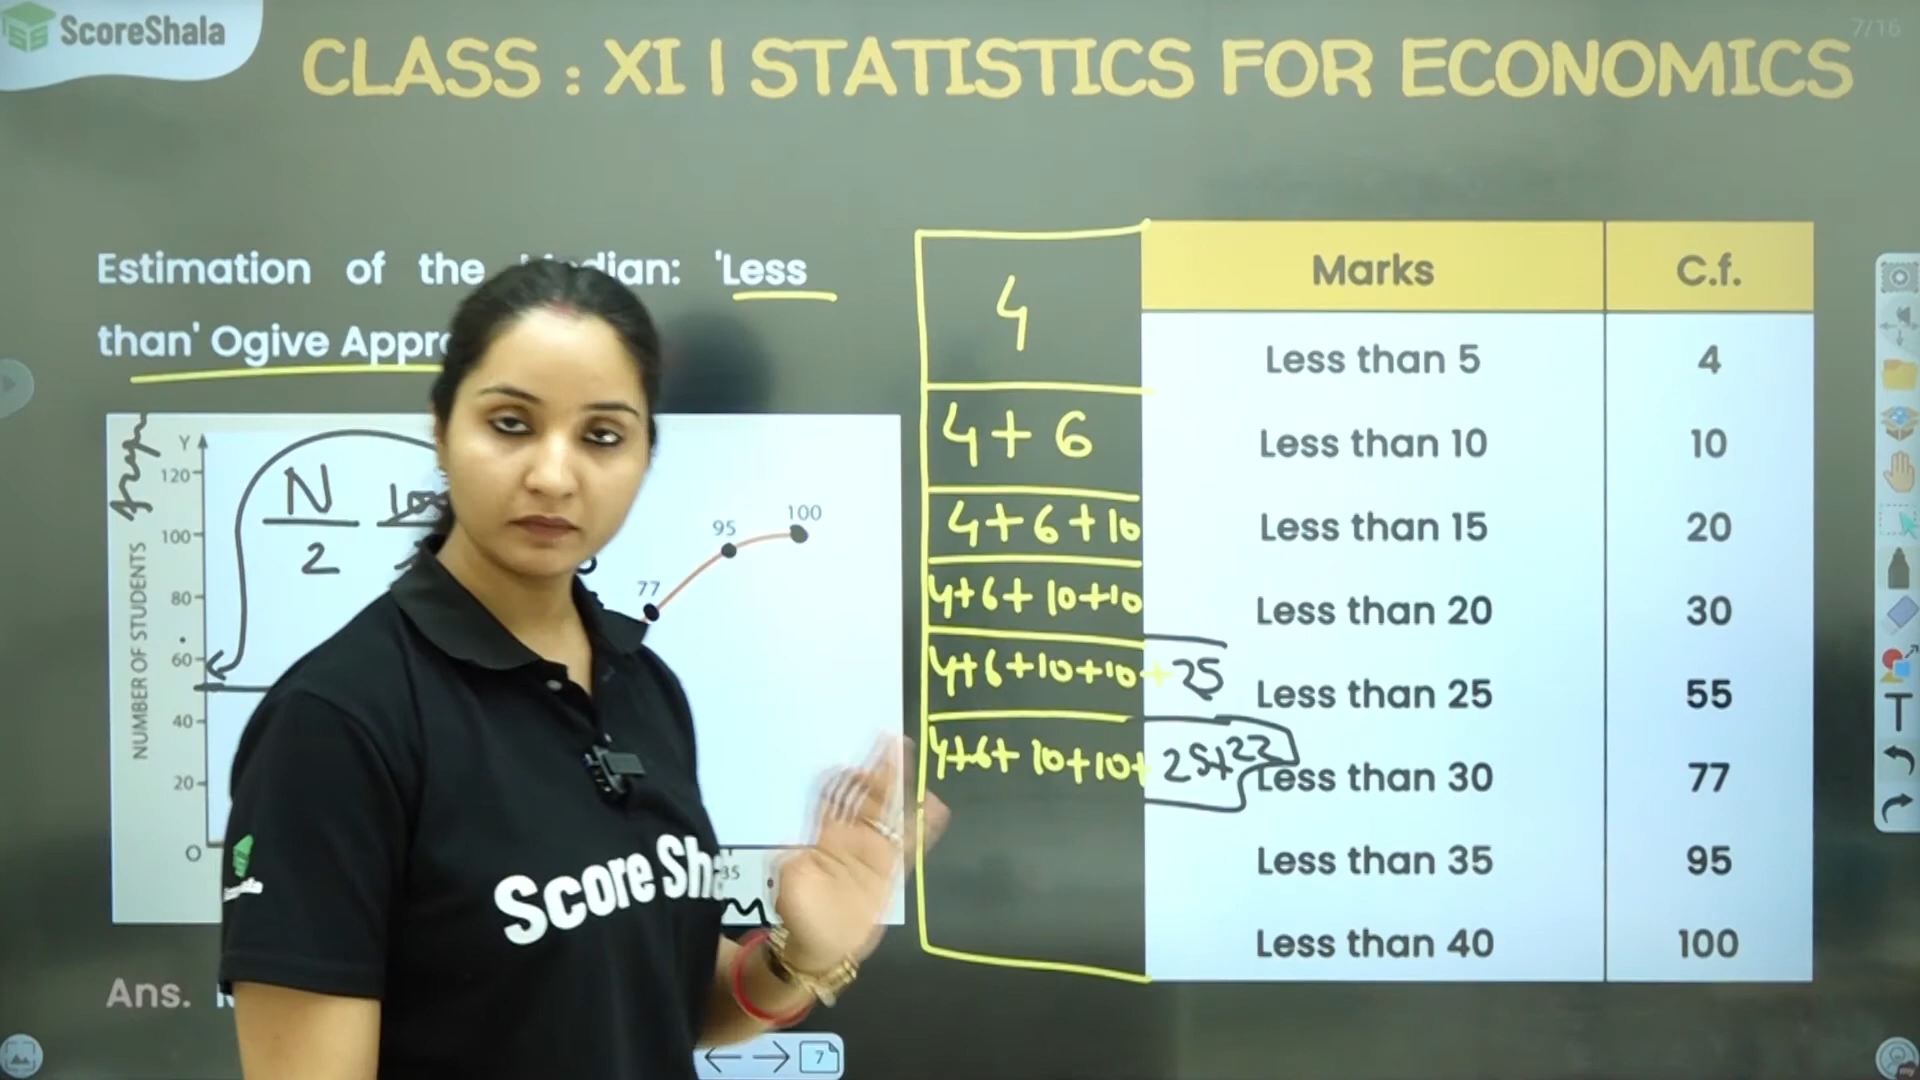 ScoreShala
7/16
CLASS : XI | STATISTICS FOR ECONOMICS
Estimation of the 'Less
than' Ogive
Y
120
100
80
60
40
20
O
NUMBER OF STUDENTS
N
2
77
95
100
35
Ans.
4
4+6
4+6+10
4+6+10+10
4+6+10+10+25
4+6+10+10+25+22
Marks C.f.
Less than 5 4
Less than 10 10
Less than 15 20
Less than 20 30
Less than 25 55
Less than 30 77
Less than 35 95
Less than 40 100
Score Sh
7